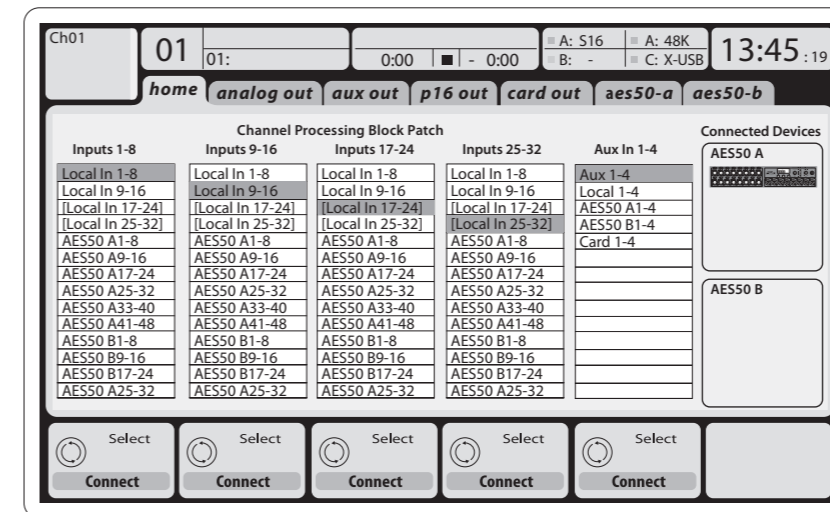 Ch01
01
01:
0:00 - 0:00
A: S16 A: 48K
B: - C: X-USB
13:45 :19
home analog out aux out p16 out card out aes50-a aes50-b
Channel Processing Block Patch Connected Devices
Inputs 1-8 Inputs 9-16 Inputs 17-24 Inputs 25-32 Aux In 1-4
AES50 A
Local In 1-8 Local In 1-8 Local In 1-8 Local In 1-8 Aux 1-4
Local In 9-16 Local In 9-16 Local In 9-16 Local In 9-16 Local 1-4
[Local In 17-24] [Local In 17-24] [Local In 17-24] [Local In 17-24] AES50 A1-4
[Local In 25-32] [Local In 25-32] [Local In 25-32] [Local In 25-32] AES50 B1-4
AES50 A1-8 AES50 A1-8 AES50 A1-8 AES50 A1-8 Card 1-4
AES50 A9-16 AES50 A9-16 AES50 A9-16 AES50 A9-16
AES50 A17-24 AES50 A17-24 AES50 A17-24 AES50 A17-24
AES50 A25-32 AES50 A25-32 AES50 A25-32 AES50 A25-32 AES50 B
AES50 A33-40 AES50 A33-40 AES50 A33-40 AES50 A33-40
AES50 A41-48 AES50 A41-48 AES50 A41-48 AES50 A41-48
AES50 B1-8 AES50 B1-8 AES50 B1-8 AES50 B1-8
AES50 B9-16 AES50 B9-16 AES50 B9-16 AES50 B9-16
AES50 B17-24 AES50 B17-24 AES50 B17-24 AES50 B17-24
AES50 A25-32 AES50 A25-32 AES50 A25-32 AES50 A25-32
Select Select Select Select Select
Connect Connect Connect Connect Connect